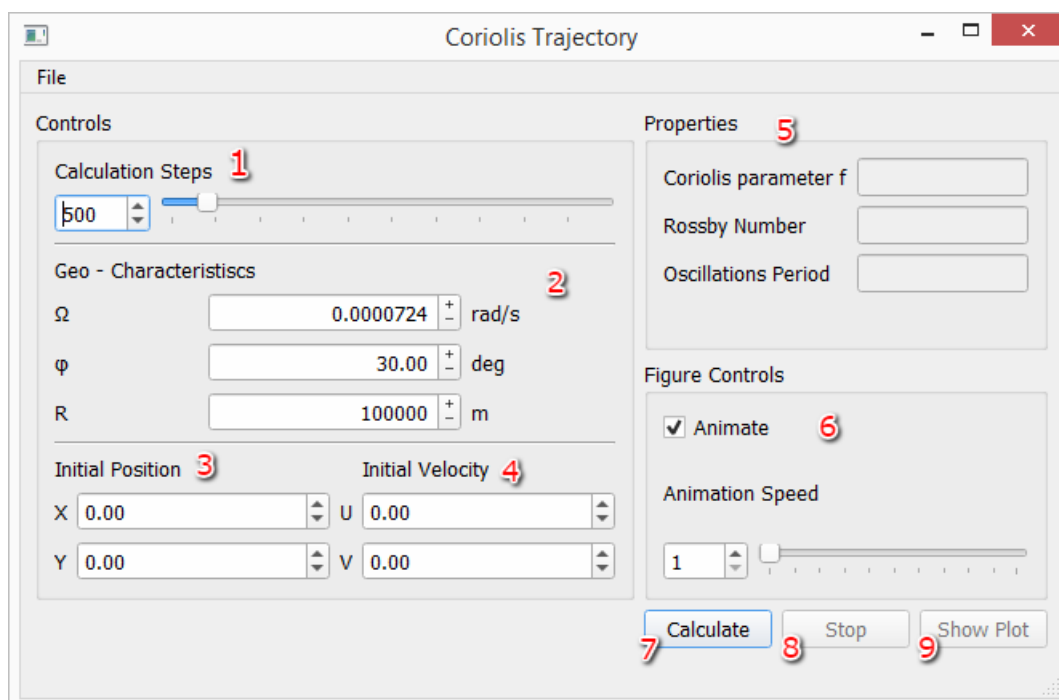 Coriolis Trajectory
File
Controls
Calculation Steps 1
500
Geo - Characteristiscs 2
Ω 0.0000724 + − rad/s
φ 30.00 + − deg
R 100000 + − m
Initial Position 3 Initial Velocity 4
X 0.00 U 0.00
Y 0.00 V 0.00
Properties 5
Coriolis parameter f
Rossby Number
Oscillations Period
Figure Controls
Animate 6
Animation Speed
1
7 Calculate 8 Stop 9 Show Plot